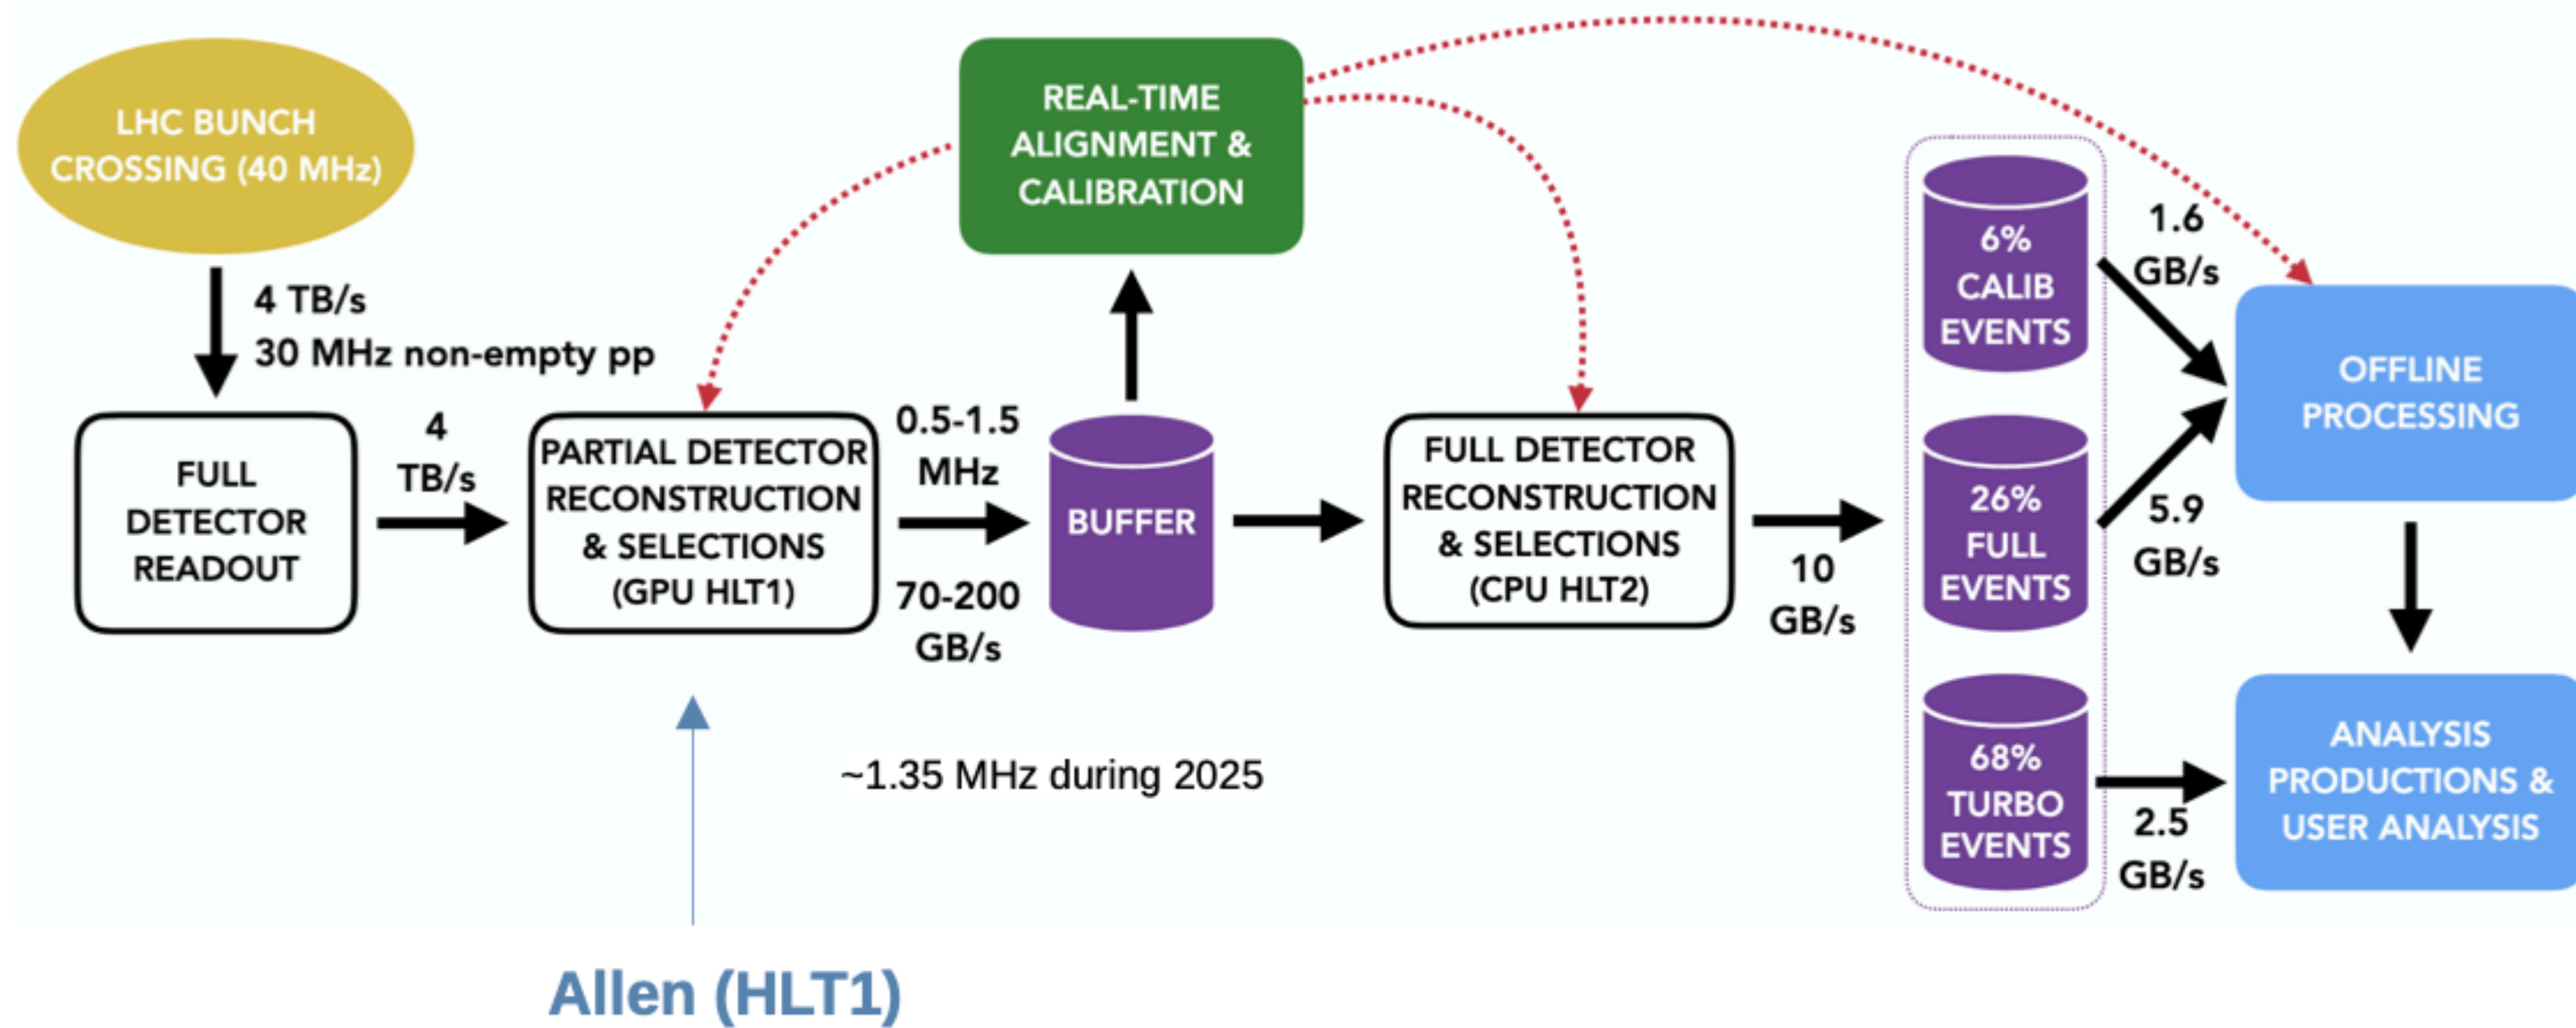 LHC BUNCH
CROSSING (40 MHz)
4 TB/s
30 MHz non-empty pp
FULL
DETECTOR
READOUT
4
TB/s
PARTIAL DETECTOR
RECONSTRUCTION
& SELECTIONS
(GPU HLT1)
0.5-1.5
MHz
70-200
GB/s
REAL-TIME
ALIGNMENT &
CALIBRATION
BUFFER
FULL DETECTOR
RECONSTRUCTION
& SELECTIONS
(CPU HLT2)
10
GB/s
6%
CALIB
EVENTS
1.6
GB/s
26%
FULL
EVENTS
5.9
GB/s
68%
TURBO
EVENTS
2.5
GB/s
OFFLINE
PROCESSING
ANALYSIS
PRODUCTIONS &
USER ANALYSIS
~1.35 MHz during 2025
Allen (HLT1)